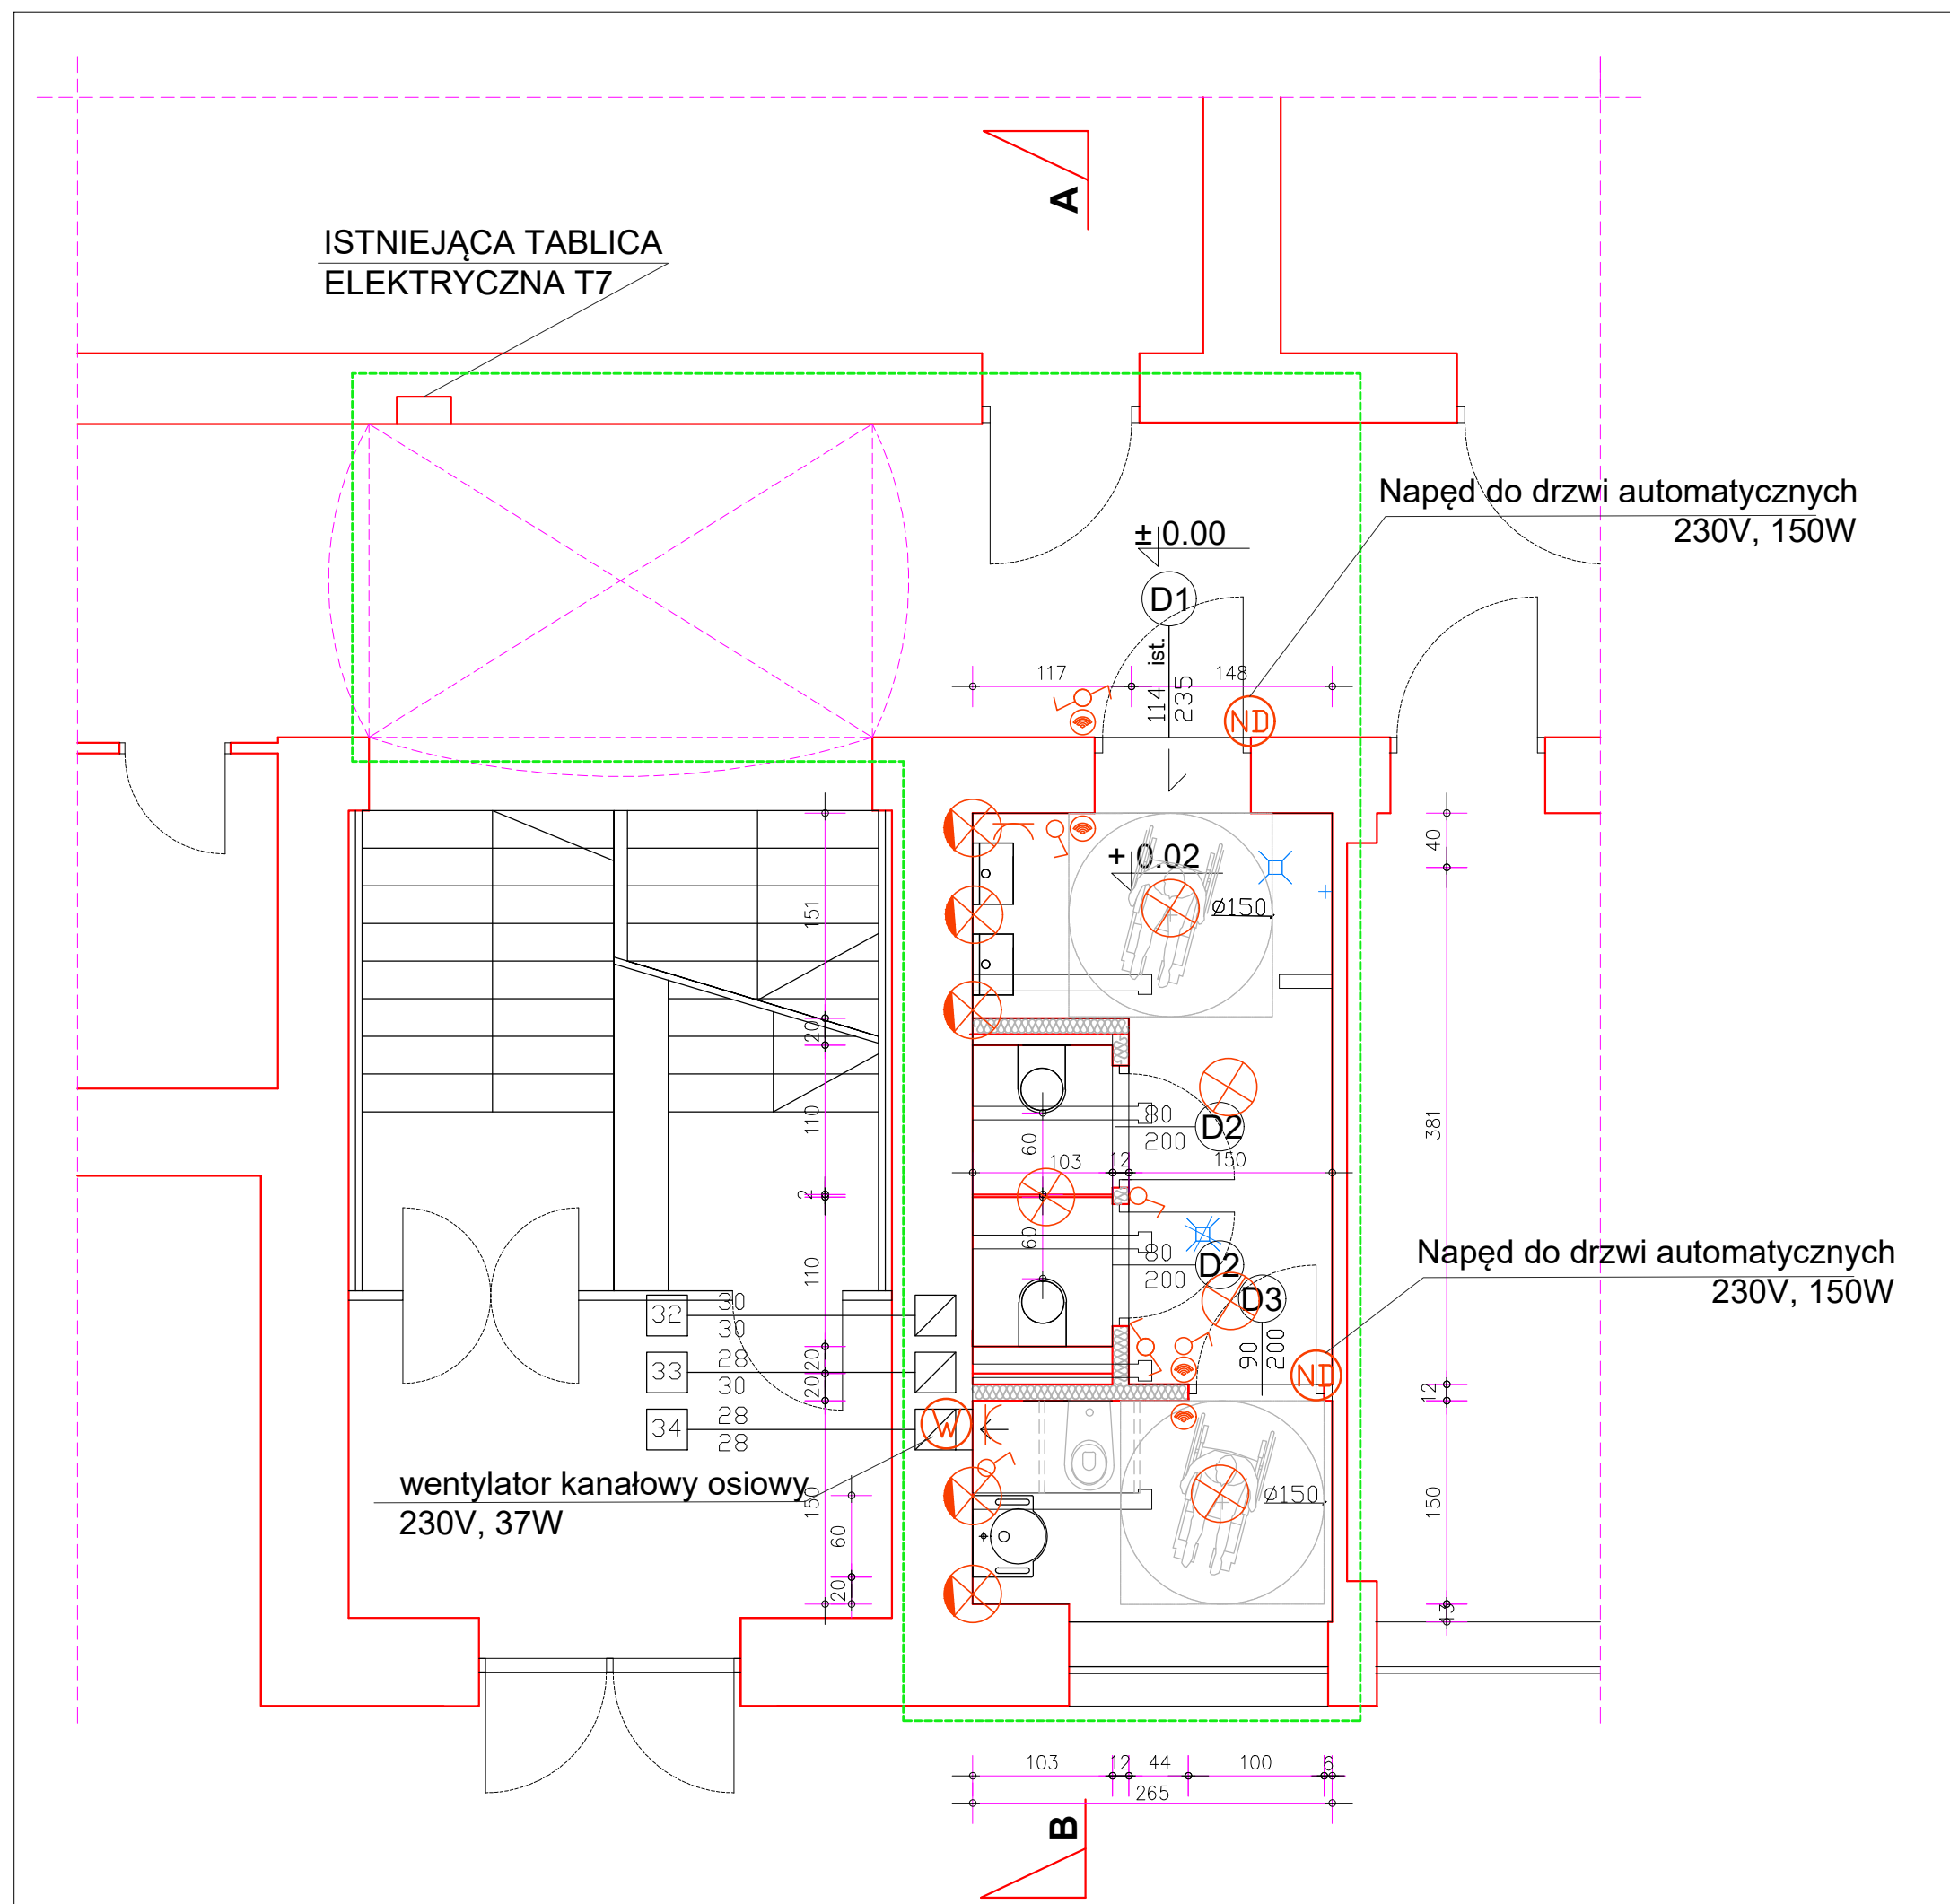 A
ISTNIEJĄCA TABLICA
ELEKTRYCZNA T7
Napęd do drzwi automatycznych
230V, 150W
± 0.00
D1
ist.
117
148
114
235
ND
+ 0.02
ø150
40
151
20
110
2
110
20
20
150
60
20
381
12
150
13
60
103
12
150
80
200
D2
60
80
200
D2
D3
90
200
ND
Napęd do drzwi automatycznych
230V, 150W
32
30
30
33
28
30
34
28
28
W
wentylator kanałowy osiowy
230V, 37W
ø150
103
12
44
100
6
265
B